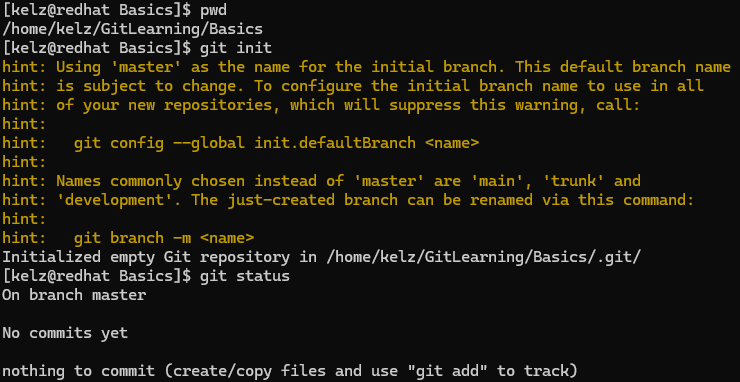 [kelz@redhat Basics]$ pwd
/home/kelz/GitLearning/Basics
[kelz@redhat Basics]$ git init
hint: Using 'master' as the name for the initial branch. This default branch name
hint: is subject to change. To configure the initial branch name to use in all
hint: of your new repositories, which will suppress this warning, call:
hint:
hint:   git config --global init.defaultBranch <name>
hint:
hint: Names commonly chosen instead of 'master' are 'main', 'trunk' and
hint: 'development'. The just-created branch can be renamed via this command:
hint:
hint:   git branch -m <name>
Initialized empty Git repository in /home/kelz/GitLearning/Basics/.git/
[kelz@redhat Basics]$ git status
On branch master

No commits yet

nothing to commit (create/copy files and use "git add" to track)